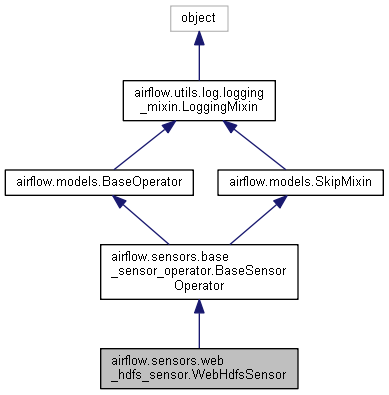 object
airflow.utils.log.logging
_mixin.LoggingMixin
airflow.models.BaseOperator
airflow.models.SkipMixin
airflow.sensors.base
_sensor_operator.BaseSensor
Operator
airflow.sensors.web
_hdfs_sensor.WebHdfsSensor